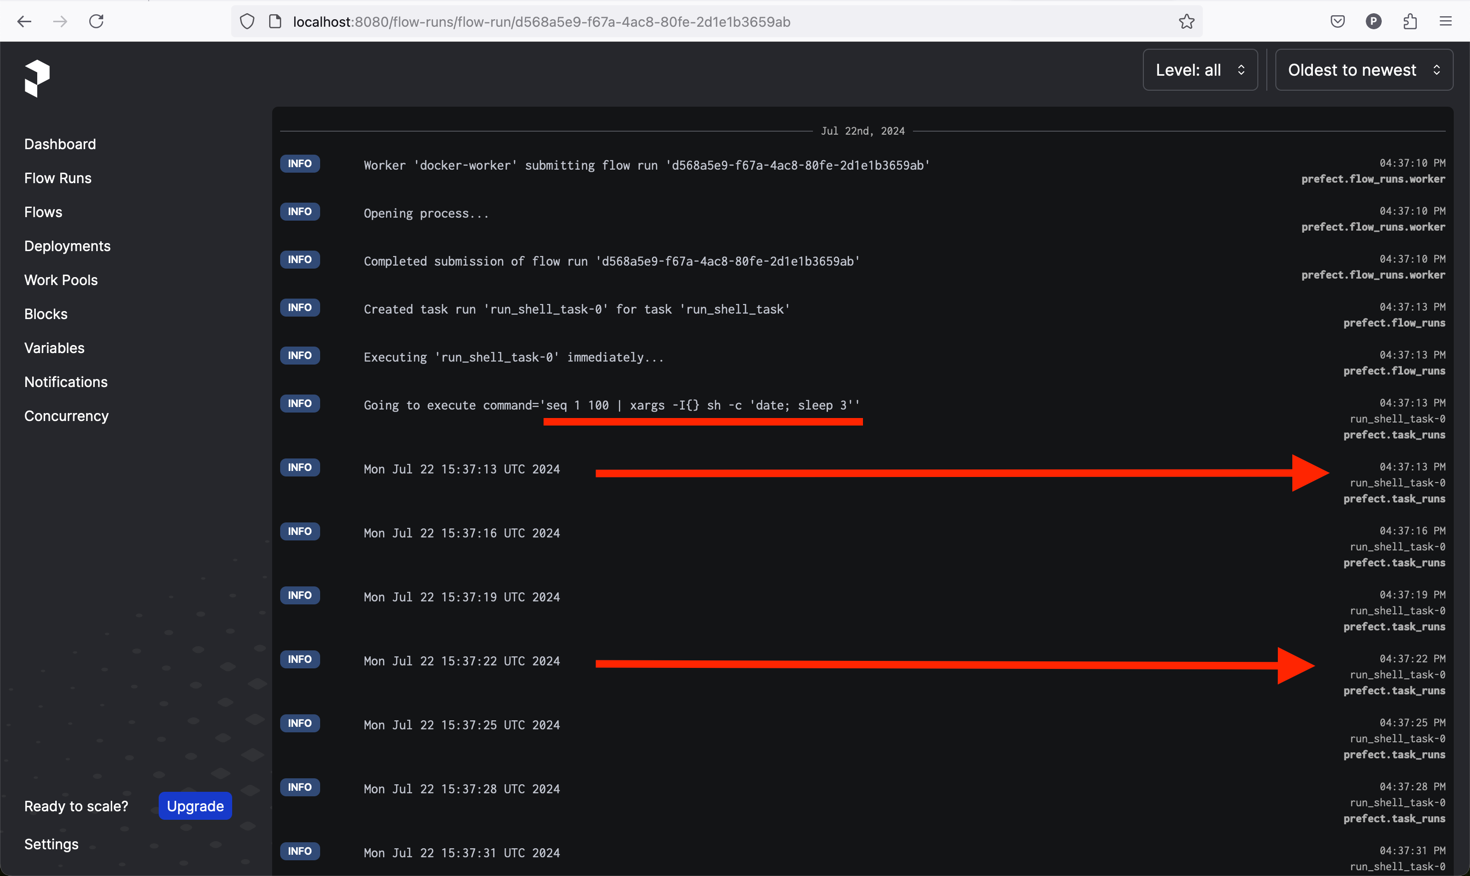 localhost:8080/flow-runs/flow-run/d568a5e9-f67a-4ac8-80fe-2d1e1b3659ab
P
Level: all
Oldest to newest
Dashboard
Flow Runs
Flows
Deployments
Work Pools
Blocks
Variables
Notifications
Concurrency
Ready to scale?
Upgrade
Settings
Jul 22nd, 2024
INFO Worker 'docker-worker' submitting flow run 'd568a5e9-f67a-4ac8-80fe-2d1e1b3659ab' 04:37:10 PM
prefect.flow_runs.worker
INFO Opening process... 04:37:10 PM
prefect.flow_runs.worker
INFO Completed submission of flow run 'd568a5e9-f67a-4ac8-80fe-2d1e1b3659ab' 04:37:10 PM
prefect.flow_runs.worker
INFO Created task run 'run_shell_task-0' for task 'run_shell_task' 04:37:13 PM
prefect.flow_runs
INFO Executing 'run_shell_task-0' immediately... 04:37:13 PM
prefect.flow_runs
INFO Going to execute command='seq 1 100 | xargs -I{} sh -c 'date; sleep 3'' 04:37:13 PM
run_shell_task-0
prefect.task_runs
INFO Mon Jul 22 15:37:13 UTC 2024 04:37:13 PM
run_shell_task-0
prefect.task_runs
INFO Mon Jul 22 15:37:16 UTC 2024 04:37:16 PM
run_shell_task-0
prefect.task_runs
INFO Mon Jul 22 15:37:19 UTC 2024 04:37:19 PM
run_shell_task-0
prefect.task_runs
INFO Mon Jul 22 15:37:22 UTC 2024 04:37:22 PM
run_shell_task-0
prefect.task_runs
INFO Mon Jul 22 15:37:25 UTC 2024 04:37:25 PM
run_shell_task-0
prefect.task_runs
INFO Mon Jul 22 15:37:28 UTC 2024 04:37:28 PM
run_shell_task-0
prefect.task_runs
INFO Mon Jul 22 15:37:31 UTC 2024 04:37:31 PM
run_shell_task-0